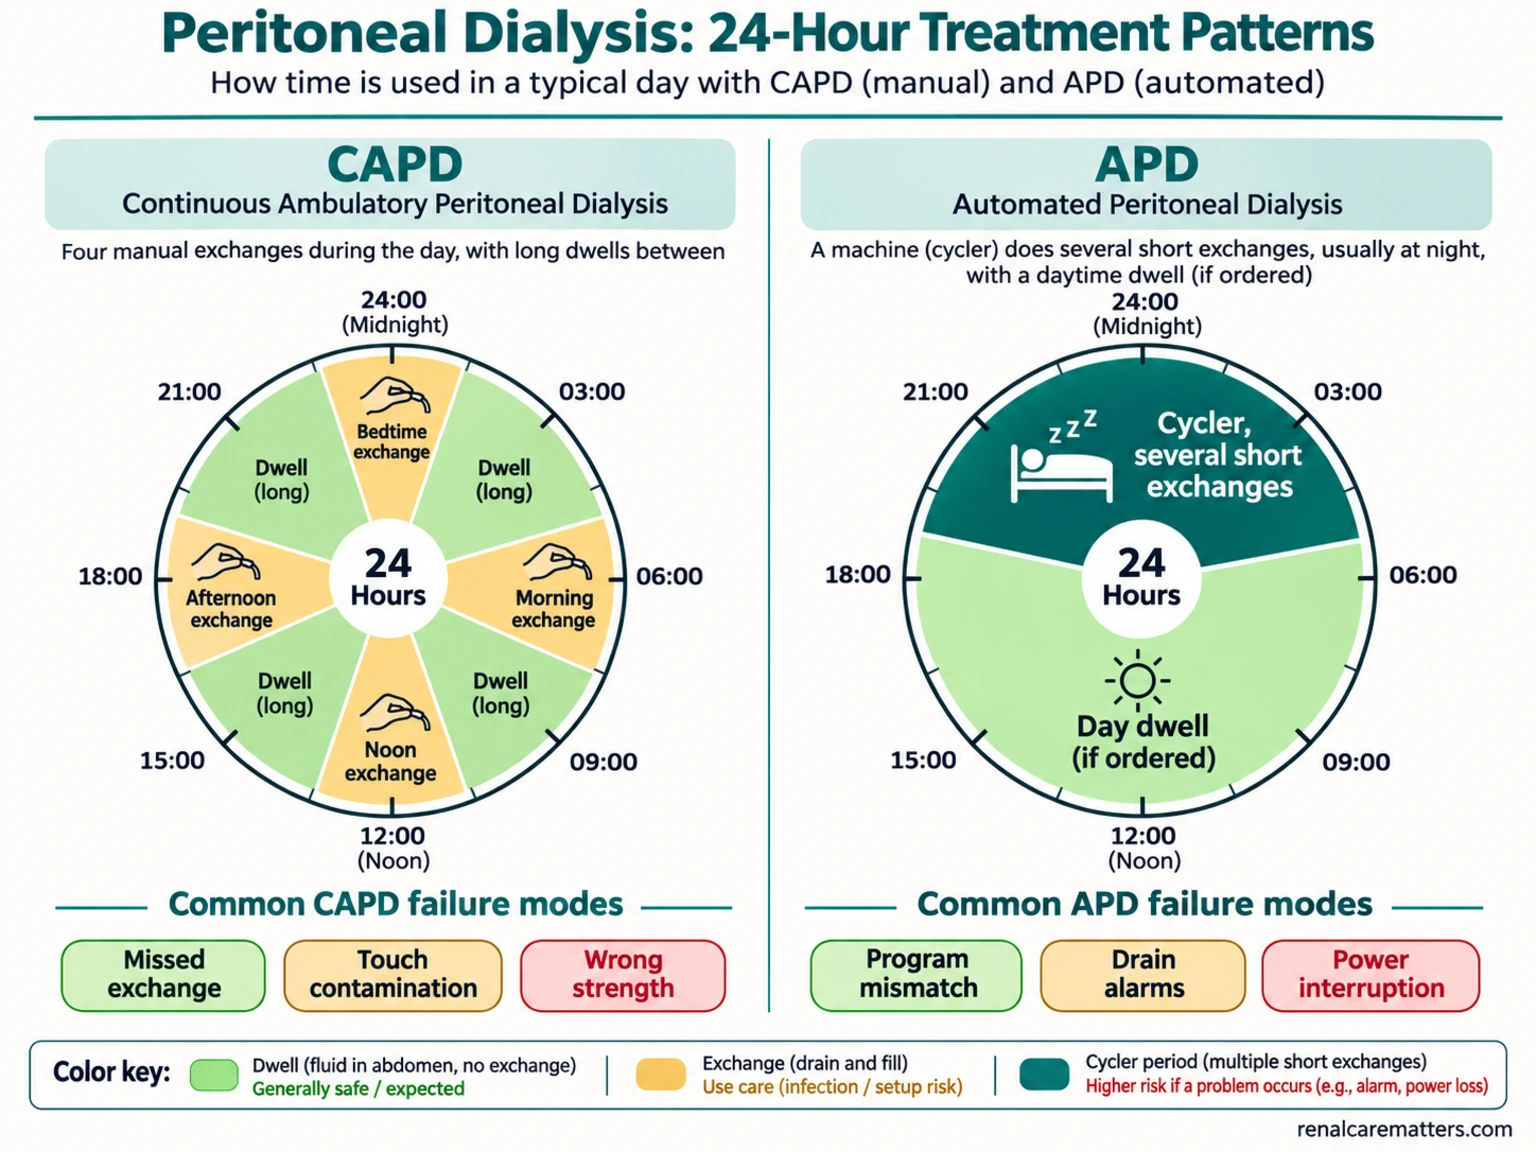 Peritoneal Dialysis: 24-Hour Treatment Patterns
How time is used in a typical day with CAPD (manual) and APD (automated)
CAPD
Continuous Ambulatory Peritoneal Dialysis
Four manual exchanges during the day, with long dwells between
24:00
(Midnight)
03:00
06:00
09:00
12:00
(Noon)
15:00
18:00
21:00
Bedtime
exchange
Dwell
(long)
Morning
exchange
Dwell
(long)
Noon
exchange
Dwell
(long)
Afternoon
exchange
Dwell
(long)
24
Hours
Common CAPD failure modes
Missed
exchange
Touch
contamination
Wrong
strength
APD
Automated Peritoneal Dialysis
A machine (cycler) does several short exchanges, usually at night,
with a daytime dwell (if ordered)
24:00
(Midnight)
03:00
06:00
09:00
12:00
(Noon)
15:00
18:00
21:00
z z z
Cycler,
several short
exchanges
24
Hours
Day dwell
(if ordered)
Common APD failure modes
Program
mismatch
Drain
alarms
Power
interruption
Color key:
Dwell (fluid in abdomen, no exchange)
Generally safe / expected
Exchange (drain and fill)
Use care (infection / setup risk)
Cycler period (multiple short exchanges)
Higher risk if a problem occurs (e.g., alarm, power loss)
renalcarematters.com